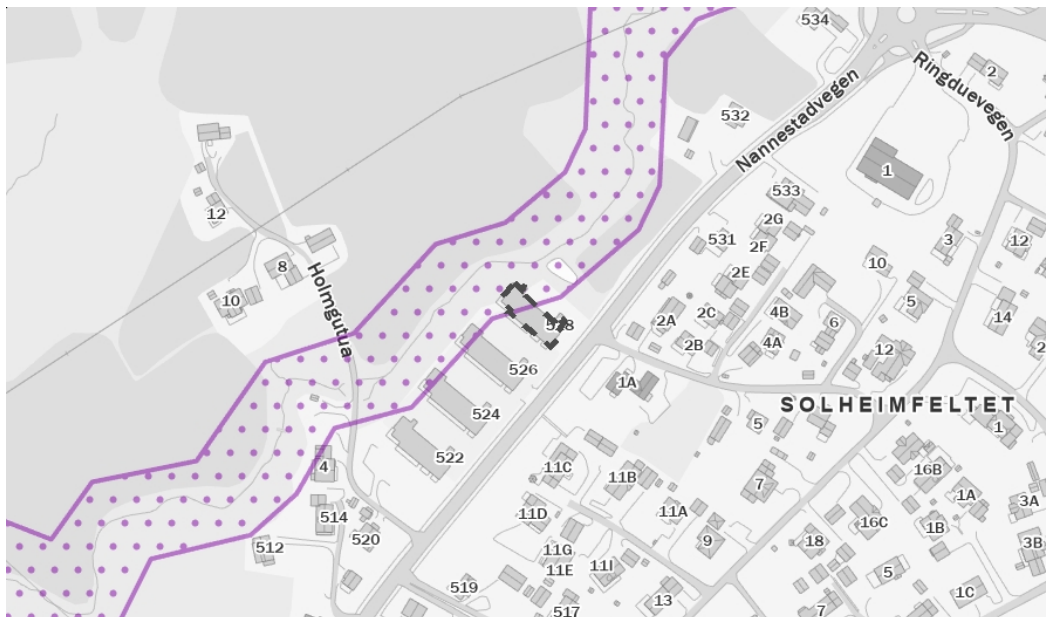 534
2
Ringduevegen
Nannestadvegen
532
1
533
12
2G
531
2F
3
12
10
8
2E
10
Holmgutua
5
2C
4B
14
2A
528
6
2B
4A
12
2
526
1A
SOLHEIMFELTET
524
5
1
522
4
11C
16B
11B
7
1A
3A
514
11D
11A
16C
1B
520
9
18
3B
512
11G
11E
11I
5
519
13
1C
517
7